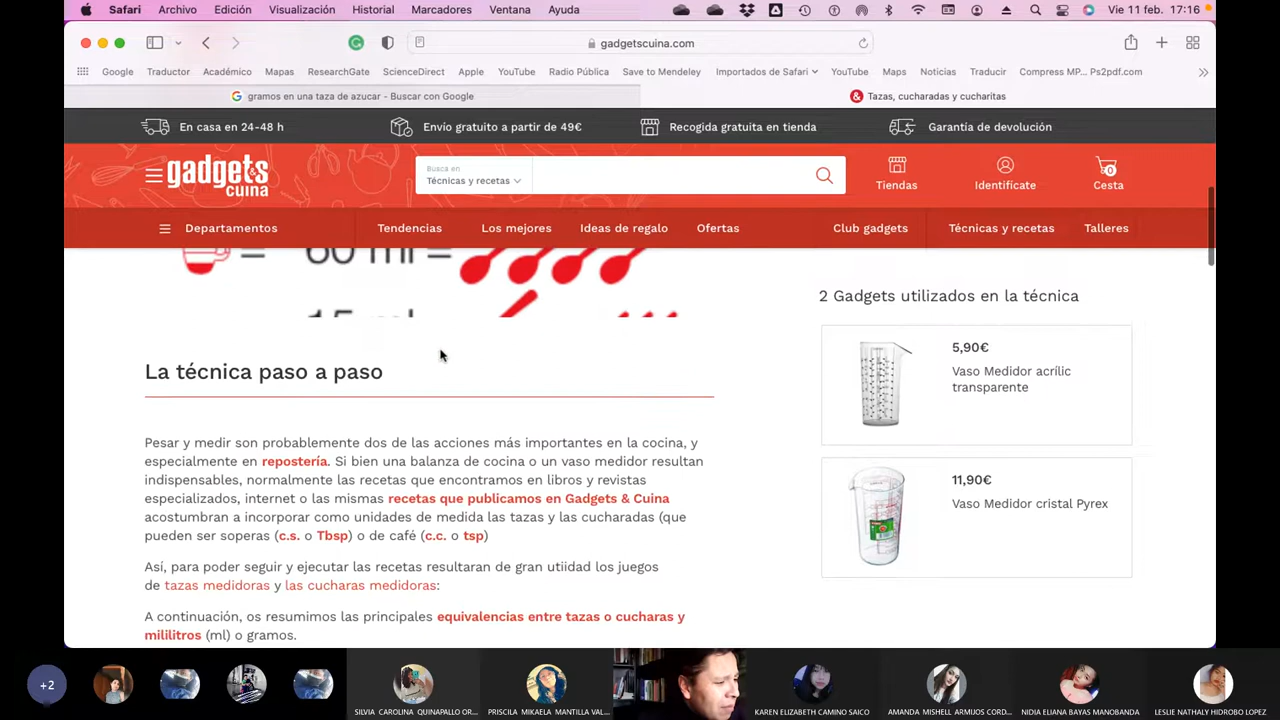 Safari Archivo Edición Visualización Historial Marcadores Ventana Ayuda Vie 11 feb. 17:16
gadgetscuina.com
Google Traductor Académico Mapas ResearchGate ScienceDirect Apple YouTube Radio Pública Save to Mendeley Importados de Safari YouTube Maps Noticias Traducir Compress MP... Ps2pdf.com
gramos en una taza de azucar - Buscar con Google
Tazas, cucharadas y cucharitas
En casa en 24-48 h
Envío gratuito a partir de 49€
Recogida gratuita en tienda
Garantía de devolución
gadgets
cuina
Busca en
Técnicas y recetas
Tiendas
Identifícate
0
Cesta
Departamentos
Tendencias
Los mejores
Ideas de regalo
Ofertas
Club gadgets
Técnicas y recetas
Talleres
= 60 ml =
15 ml
La técnica paso a paso
Pesar y medir son probablemente dos de las acciones más importantes en la cocina, y
especialmente en repostería. Si bien una balanza de cocina o un vaso medidor resultan
indispensables, normalmente las recetas que encontramos en libros y revistas
especializados, internet o las mismas recetas que publicamos en Gadgets & Cuina
acostumbran a incorporar como unidades de medida las tazas y las cucharadas (que
pueden ser soperas (c.s. o Tbsp) o de café (c.c. o tsp)
Así, para poder seguir y ejecutar las recetas resultaran de gran utiidad los juegos
de tazas medidoras y las cucharas medidoras:
A continuación, os resumimos las principales equivalencias entre tazas o cucharas y
mililitros (ml) o gramos.
2 Gadgets utilizados en la técnica
5,90€
Vaso Medidor acrílic
transparente
11,90€
Vaso Medidor cristal Pyrex
+2
SILVIA CAROLINA QUINAPALLO OR...
PRISCILA MIKAELA MANTILLA VAL...
KAREN ELIZABETH CAMINO SAICO
AMANDA MISHELL ARMIJOS CORD...
NIDIA ELIANA BAYAS MANOBANDA
LESLIE NATHALY HIDROBO LOPEZ